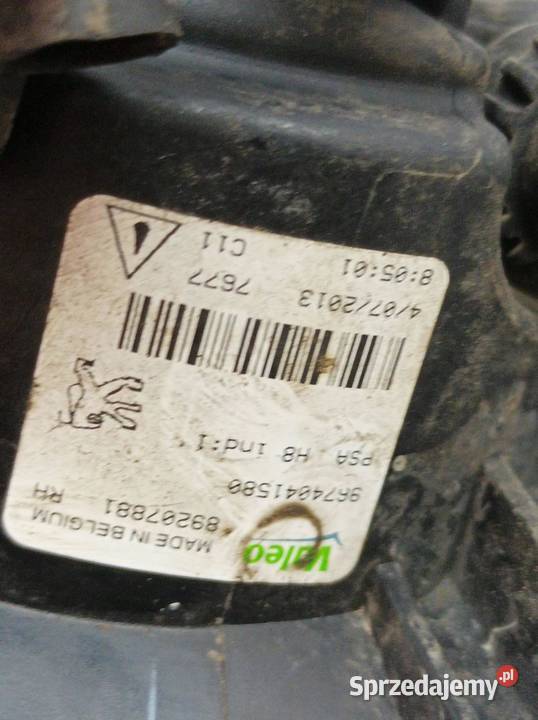 Valeo MADE IN BELGIUM
89207881 RH
9674041580
PSA H8 ind:1
4/07/2013 7677
8:05:01 C11
Sprzedajemy.pl